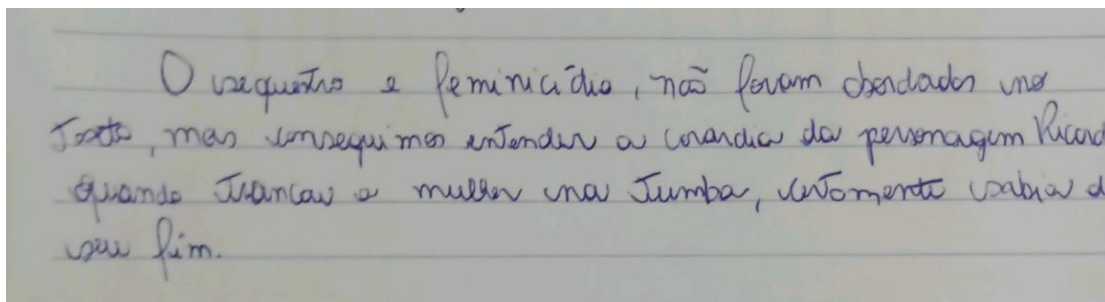 O sequestro e feminicídio, não foram abordados no
texto, mas conseguimos entender a covardia da personagem Ricard
quando trancou a mulher na tumba, certamente sabia d
seu fim.